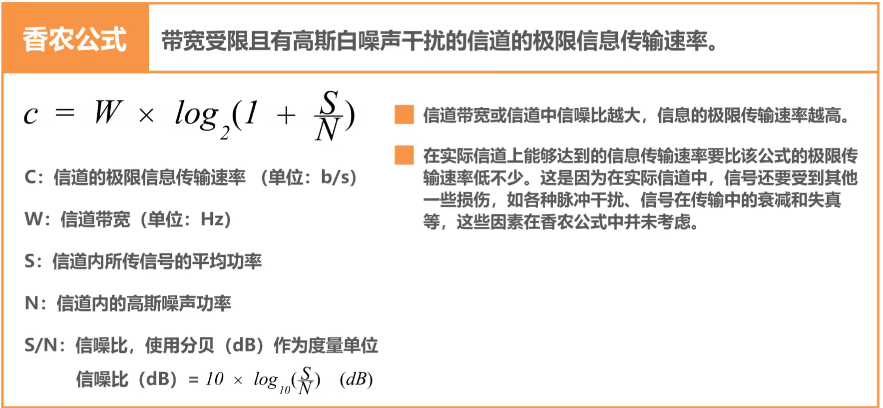 香农公式
带宽受限且有高斯白噪声干扰的信道的极限信息传输速率。
c = W × log₂(1 + S/N)
C：信道的极限信息传输速率 （单位：b/s）
W：信道带宽（单位：Hz）
S：信道内所传信号的平均功率
N：信道内的高斯噪声功率
S/N：信噪比，使用分贝（dB）作为度量单位
信噪比（dB）= 10 × log₁₀(S/N) (dB)
信道带宽或信道中信噪比越大，信息的极限传输速率越高。
在实际信道上能够达到的信息传输速率要比该公式的极限传
输速率低不少。这是因为在实际信道中，信号还要受到其他
一些损伤，如各种脉冲干扰、信号在传输中的衰减和失真
等，这些因素在香农公式中并未考虑。